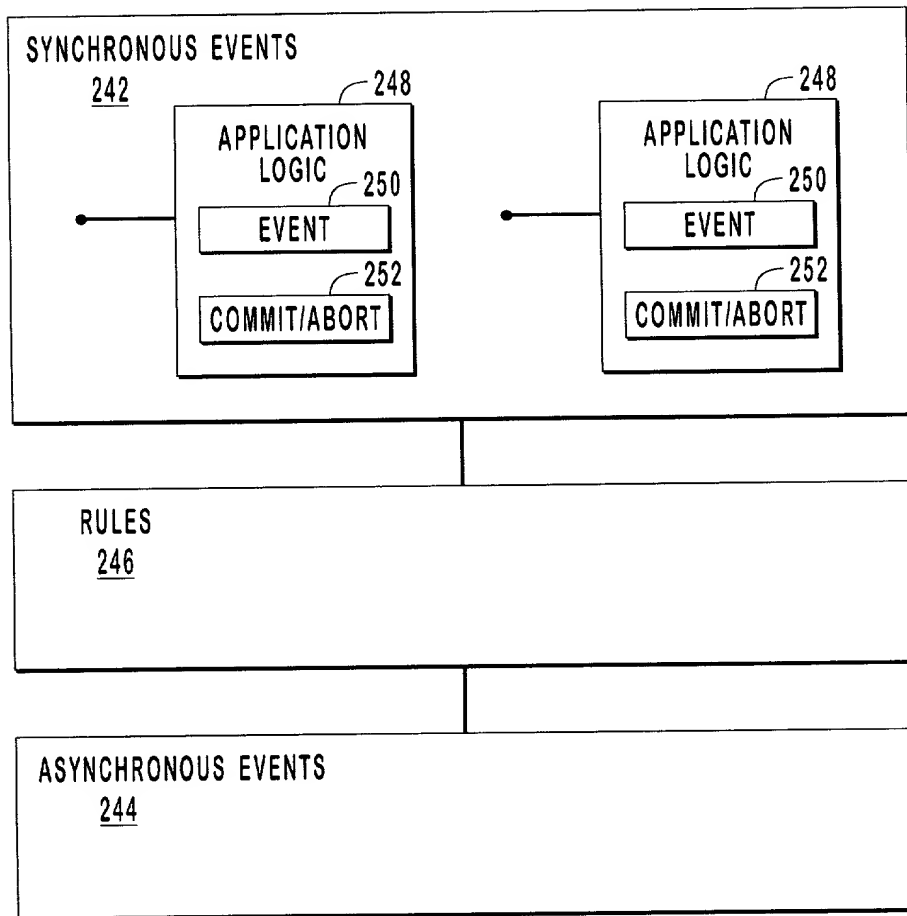 SYNCHRONOUS EVENTS
242
248
APPLICATION
LOGIC
250
EVENT
252
COMMIT/ABORT
248
APPLICATION
LOGIC
250
EVENT
252
COMMIT/ABORT
RULES
246
ASYNCHRONOUS EVENTS
244